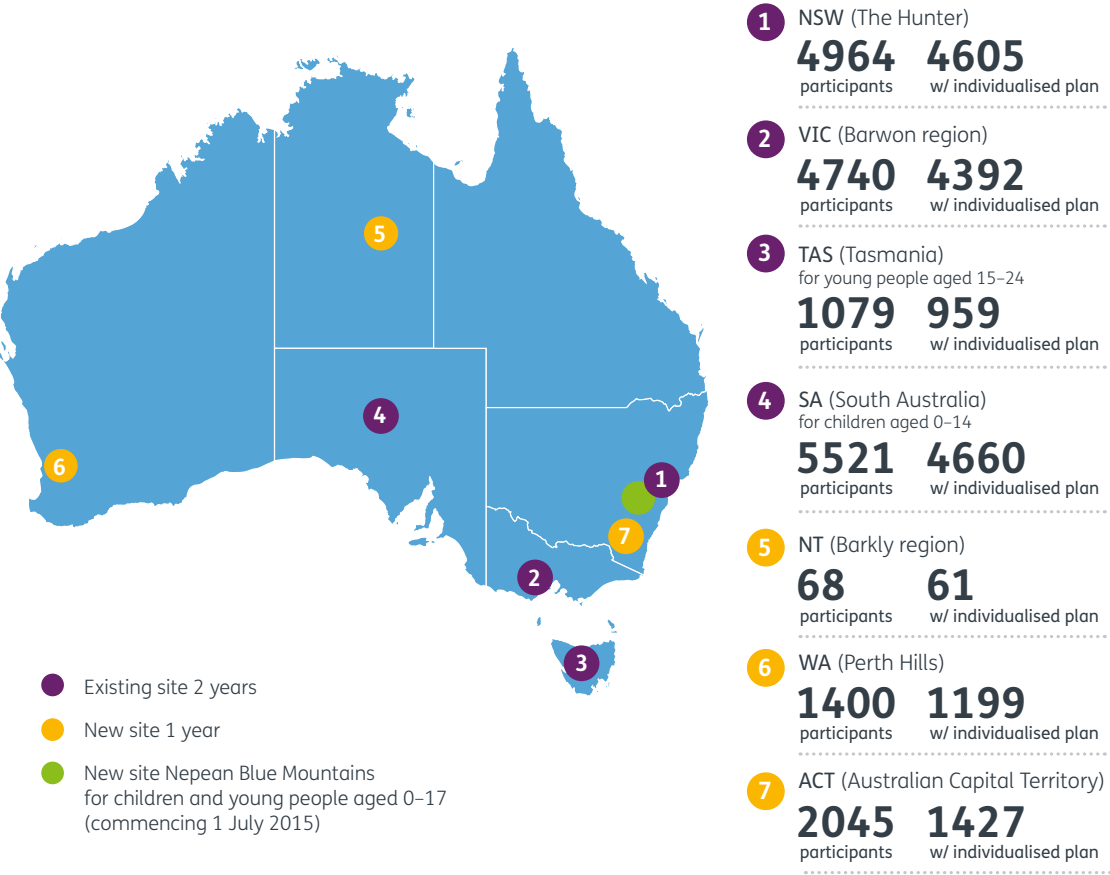 1
NSW (The Hunter)
4964 4605
participants w/ individualised plan
2
VIC (Barwon region)
4740 4392
participants w/ individualised plan
3
TAS (Tasmania)
for young people aged 15–24
1079 959
participants w/ individualised plan
4
SA (South Australia)
for children aged 0–14
5521 4660
participants w/ individualised plan
5
NT (Barkly region)
68 61
participants w/ individualised plan
6
WA (Perth Hills)
1400 1199
participants w/ individualised plan
7
ACT (Australian Capital Territory)
2045 1427
participants w/ individualised plan
5
4
6
1
7
2
3
Existing site 2 years
New site 1 year
New site Nepean Blue Mountains
for children and young people aged 0–17
(commencing 1 July 2015)